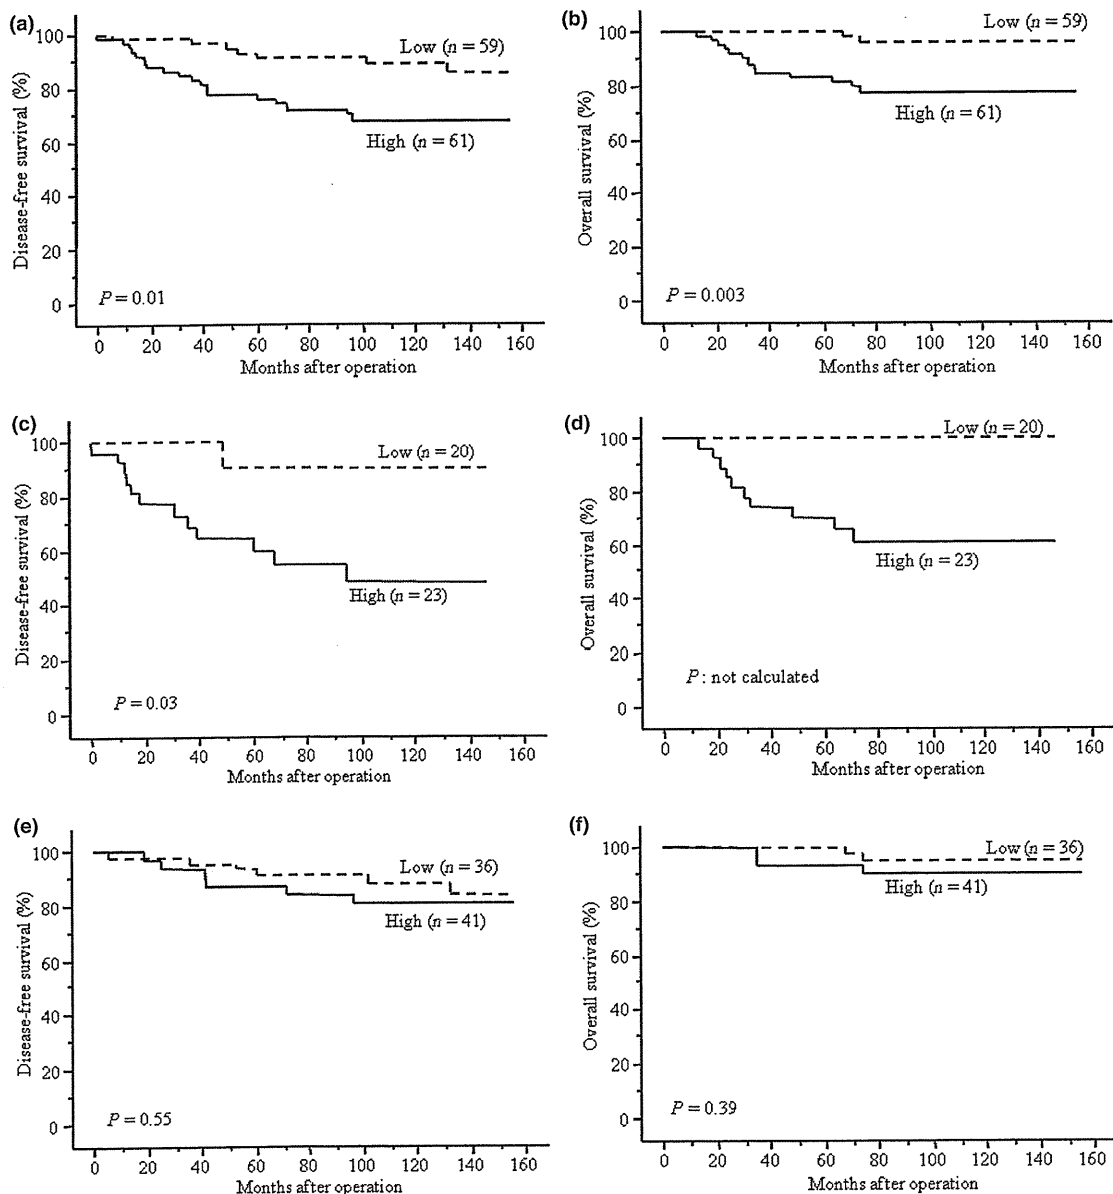 (a)
100
80
60
40
20
0
Disease-free survival (%)
Low (n = 59)
High (n = 61)
P = 0.01
0 20 40 60 80 100 120 140 160
Months after operation
(b)
100
80
60
40
20
0
Overall survival (%)
Low (n = 59)
High (n = 61)
P = 0.003
0 20 40 60 80 100 120 140 160
Months after operation
(c)
100
80
60
40
20
0
Disease-free survival (%)
Low (n = 20)
High (n = 23)
P = 0.03
0 20 40 60 80 100 120 140 160
Months after operation
(d)
100
80
60
40
20
0
Overall survival (%)
Low (n = 20)
High (n = 23)
P : not calculated
0 20 40 60 80 100 120 140 160
Months after operation
(e)
100
80
60
40
20
0
Disease-free survival (%)
Low (n = 36)
High (n = 41)
P = 0.55
0 20 40 60 80 100 120 140 160
Months after operation
(f)
100
80
60
40
20
0
Overall survival (%)
Low (n = 36)
High (n = 41)
P = 0.39
0 20 40 60 80 100 120 140 160
Months after operation